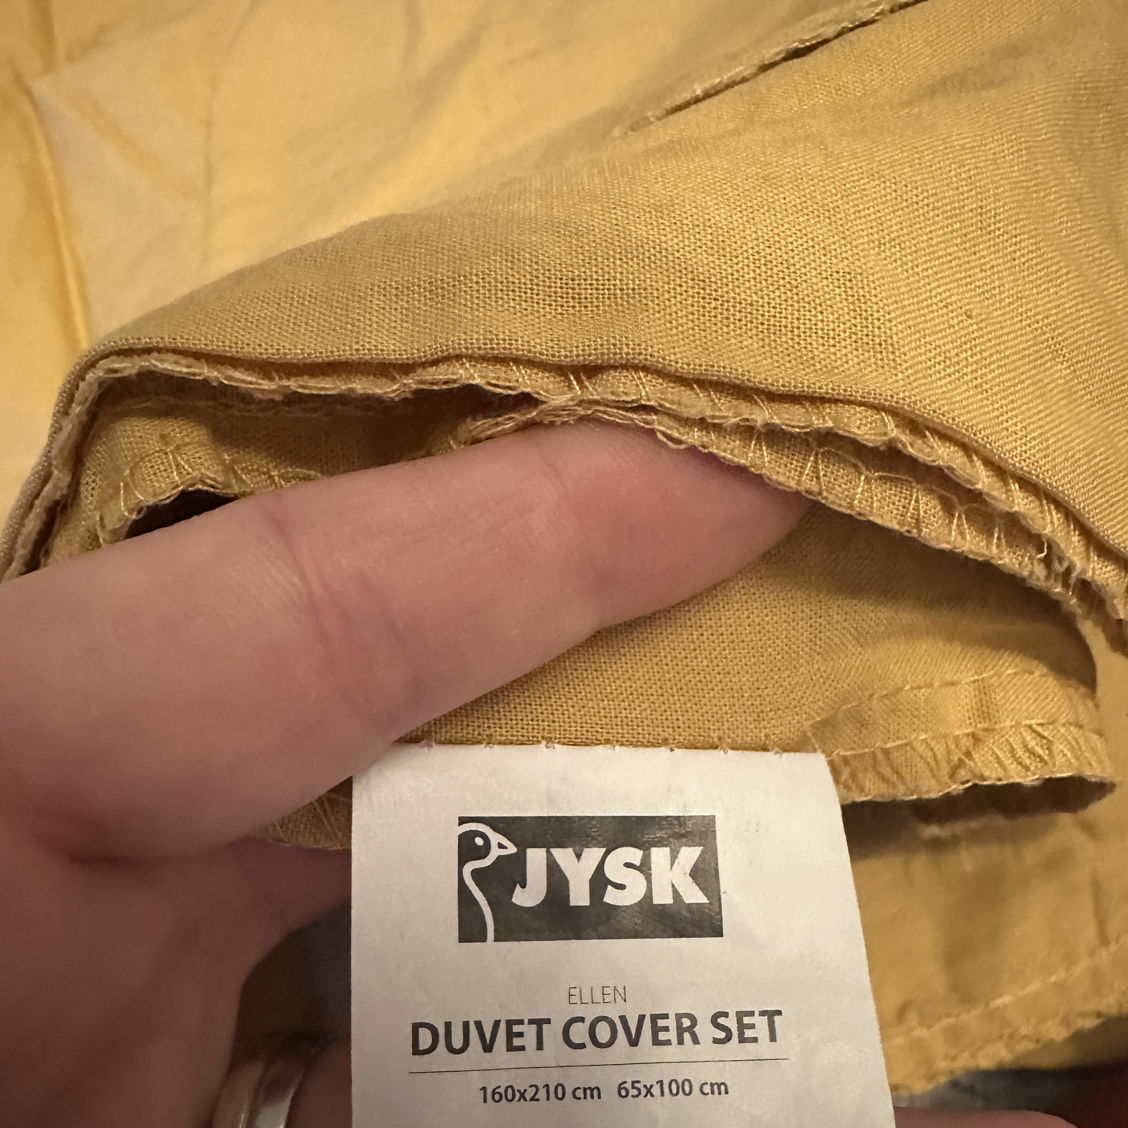 JYSK
ELLEN
DUVET COVER SET
160x210 cm 65x100 cm